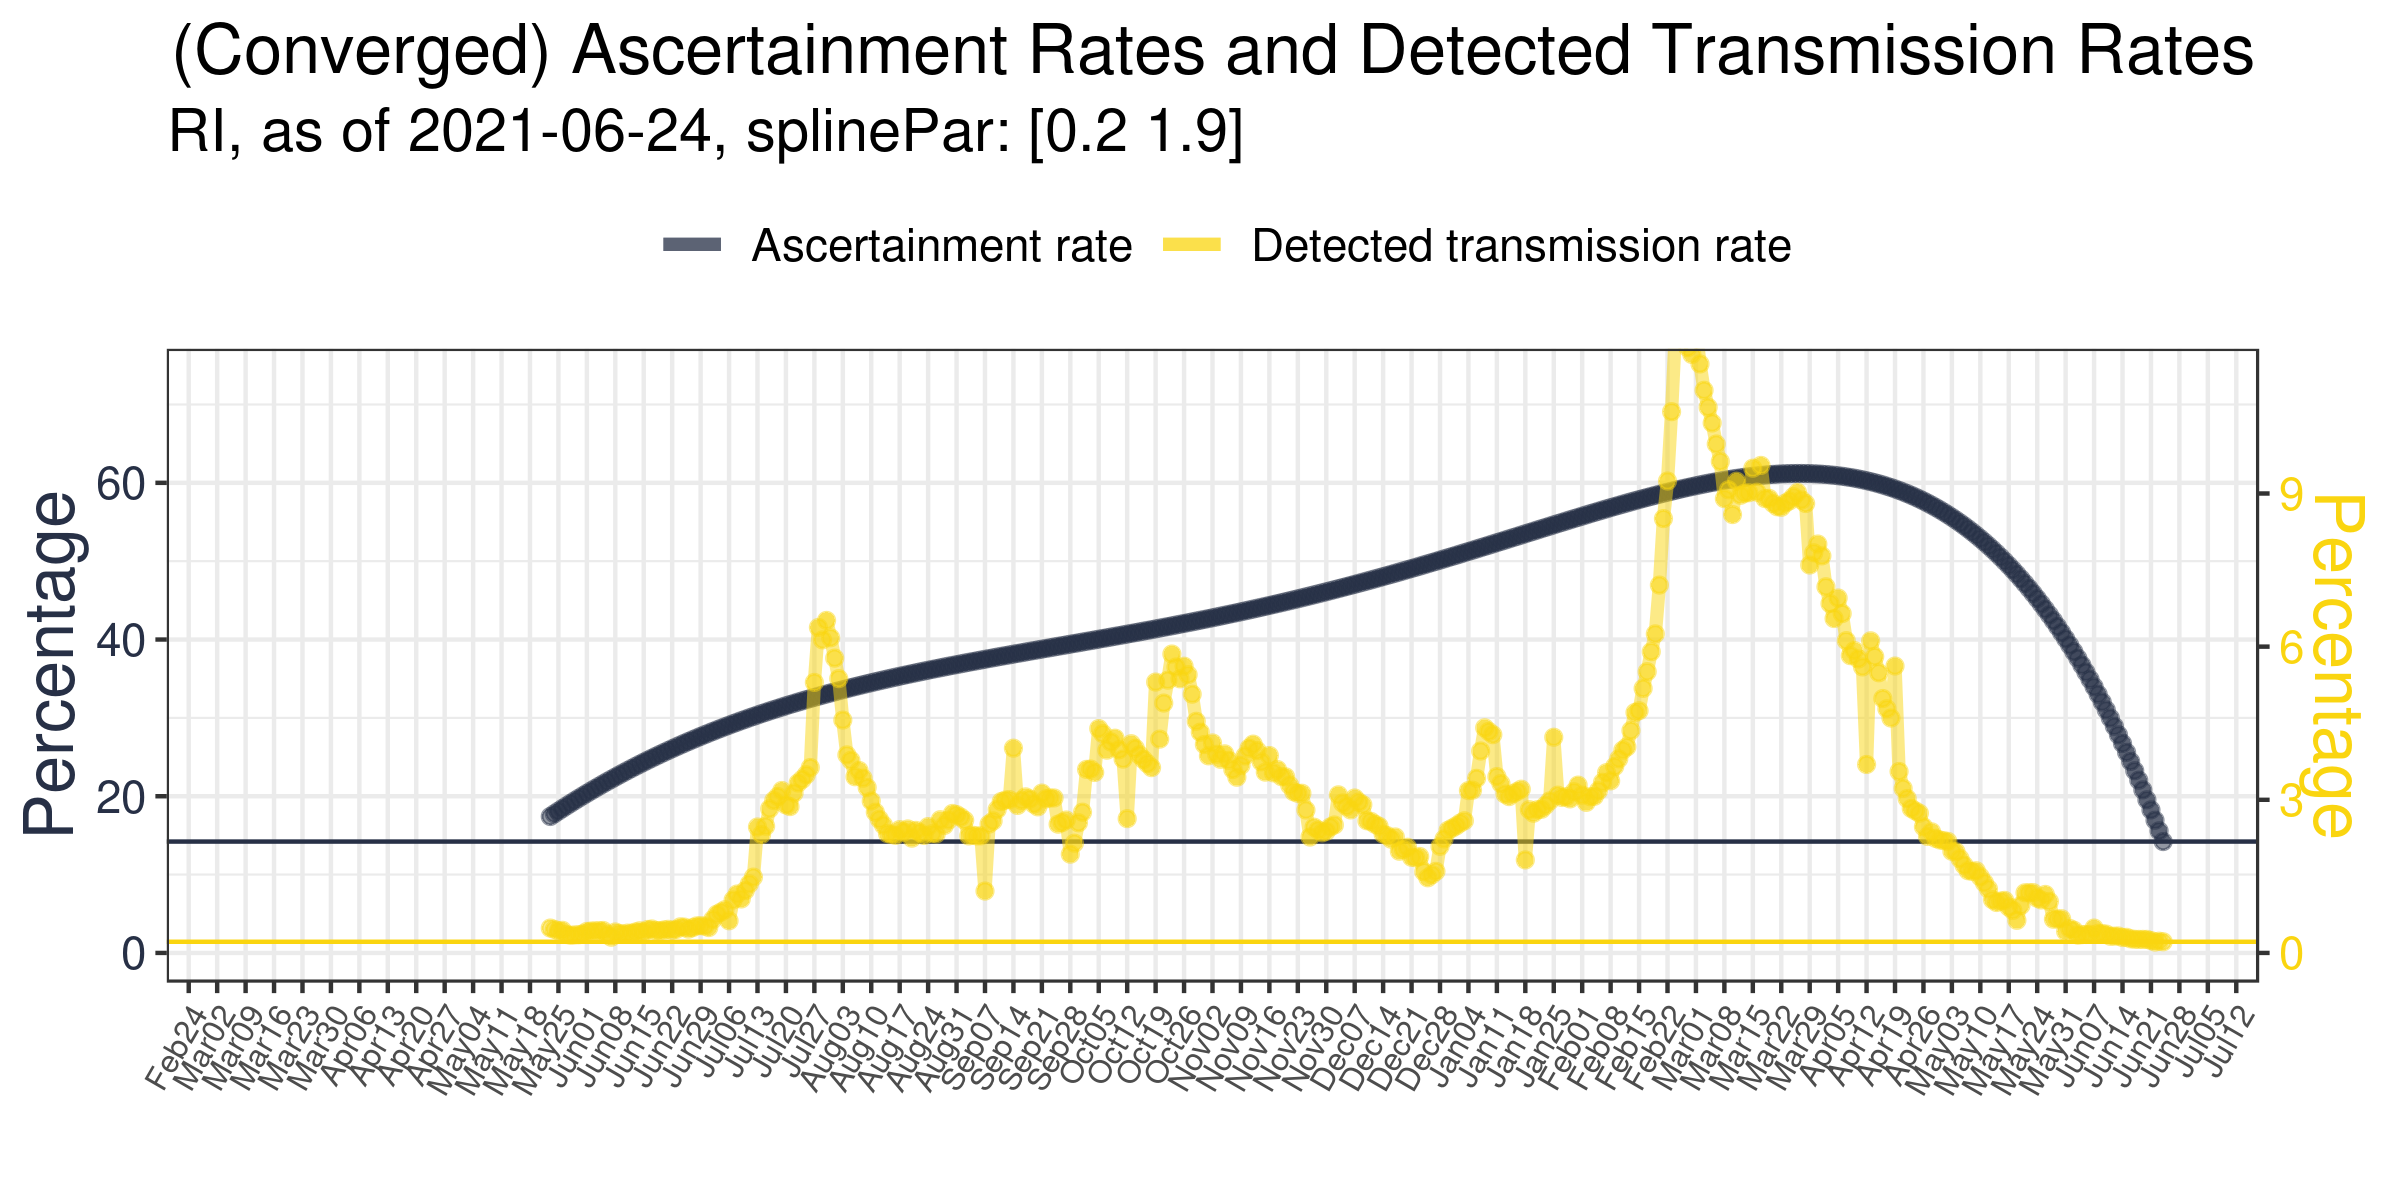 (Converged) Ascertainment Rates and Detected Transmission Rates
RI, as of 2021-06-24, splinePar: [0.2 1.9]
Ascertainment rate
Detected transmission rate
Percentage
60
40
20
0
9
6
3
0
Percentage
Feb24
Mar02
Mar09
Mar16
Mar23
Mar30
Apr06
Apr13
Apr20
Apr27
May04
May11
May18
May25
Jun01
Jun08
Jun15
Jun22
Jun29
Jul06
Jul13
Jul20
Jul27
Aug03
Aug10
Aug17
Aug24
Aug31
Sep07
Sep14
Sep21
Sep28
Oct05
Oct12
Oct19
Oct26
Nov02
Nov09
Nov16
Nov23
Nov30
Dec07
Dec14
Dec21
Dec28
Jan04
Jan11
Jan18
Jan25
Feb01
Feb08
Feb15
Feb22
Mar01
Mar08
Mar15
Mar22
Mar29
Apr05
Apr12
Apr19
Apr26
May03
May10
May17
May24
May31
Jun07
Jun14
Jun21
Jun28
Jul05
Jul12